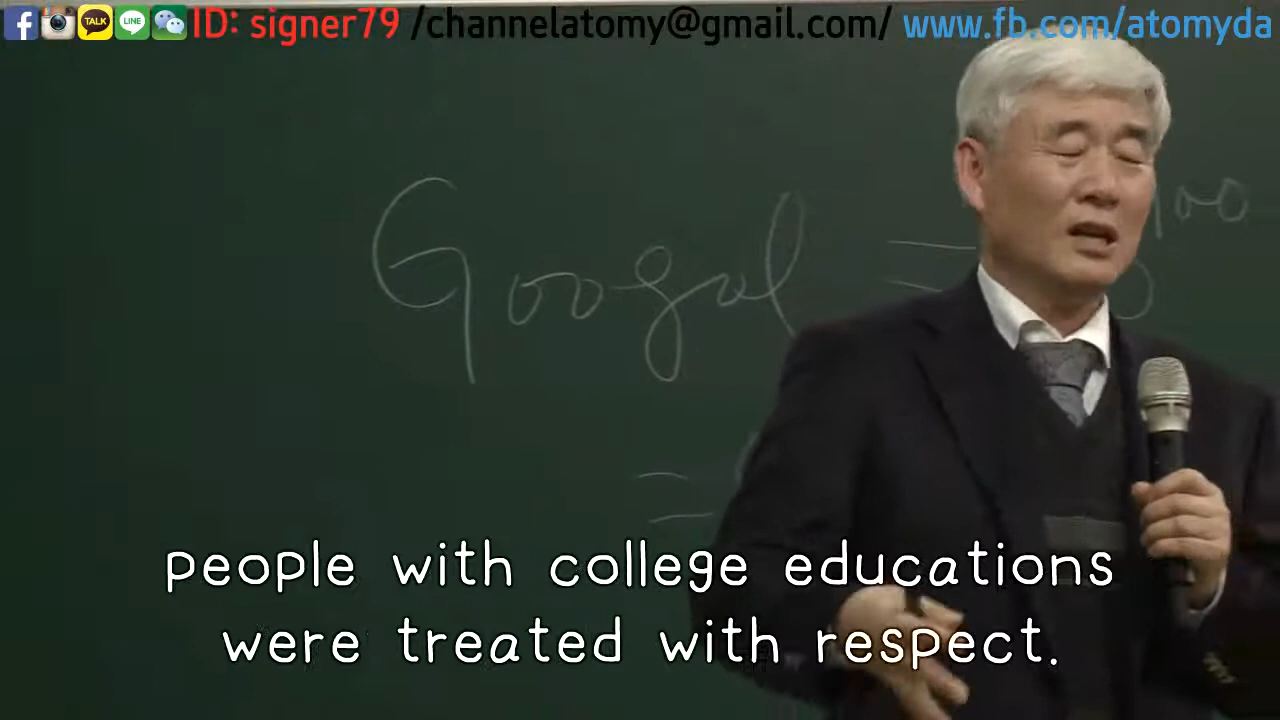 TALK LINE ID: signer79 /channelatomy@gmail.com/ www.fb.com/atomyda
100
Googol =
=
people with college educations
were treated with respect.